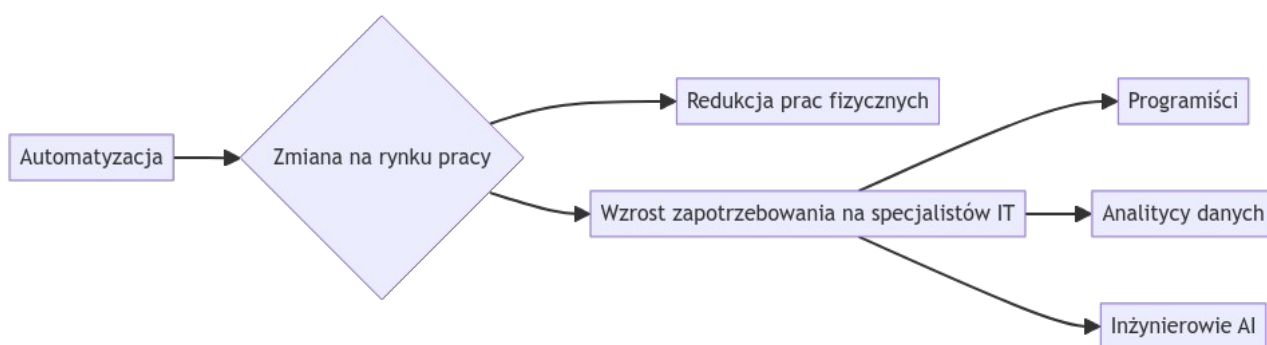 Automatyzacja
Zmiana na rynku pracy
Redukcja prac fizycznych
Wzrost zapotrzebowania na specjalistów IT
Programiści
Analitycy danych
Inżynierowie AI